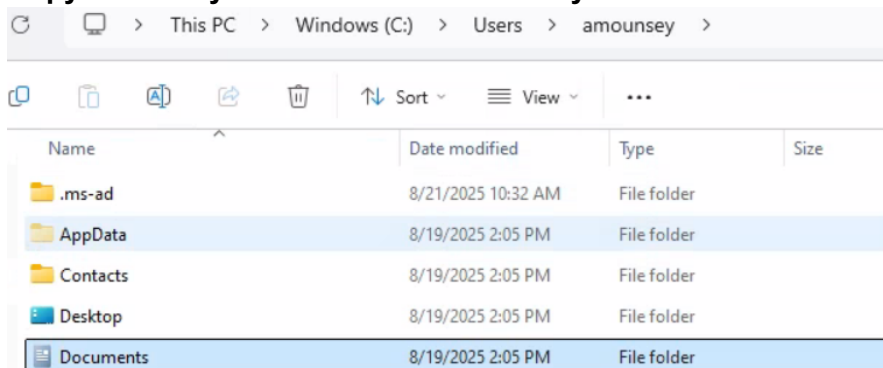 This PC > Windows (C:) > Users > amounsey >
Sort View ...
Name Date modified Type Size
.ms-ad 8/21/2025 10:32 AM File folder
AppData 8/19/2025 2:05 PM File folder
Contacts 8/19/2025 2:05 PM File folder
Desktop 8/19/2025 2:05 PM File folder
Documents 8/19/2025 2:05 PM File folder